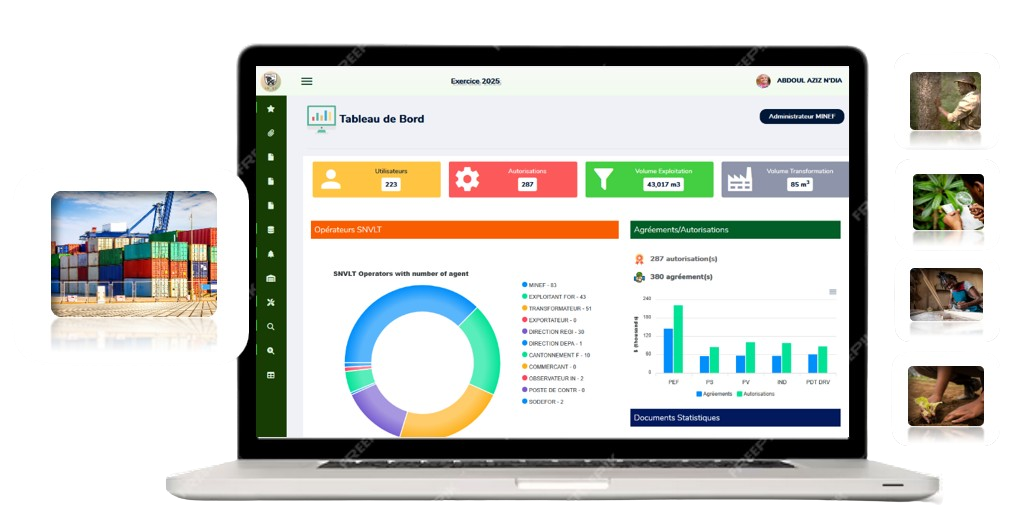 Exercice 2025
ABDOUL AZIZ N'DIA
Tableau de Bord
Administrateur MINEF
Utilisateurs
223
Autorisations
287
Volume Exploitation
43,017 m3
Volume Transformation
85 m³
Opérateurs SNVLT
Agréements/Autorisations
287 autorisation(s)
380 agréement(s)
SNVLT Operators with number of agent
MINEF - 83
EXPLOITANT FOR - 43
TRANSFORMATEUR - 51
EXPORTATEUR - 0
DIRECTION REGI - 30
DIRECTION DEPA - 1
CANTONNEMENT F - 10
COMMERCANT - 0
OBSERVATEUR IN - 2
POSTE DE CONTR - 0
SODEFOR - 2
$ (thousands)
240
180
120
60
0
PEF
PS
PV
IND
PDT DRV
Agréements
Autorisations
Documents Statistiques
FREEPIK